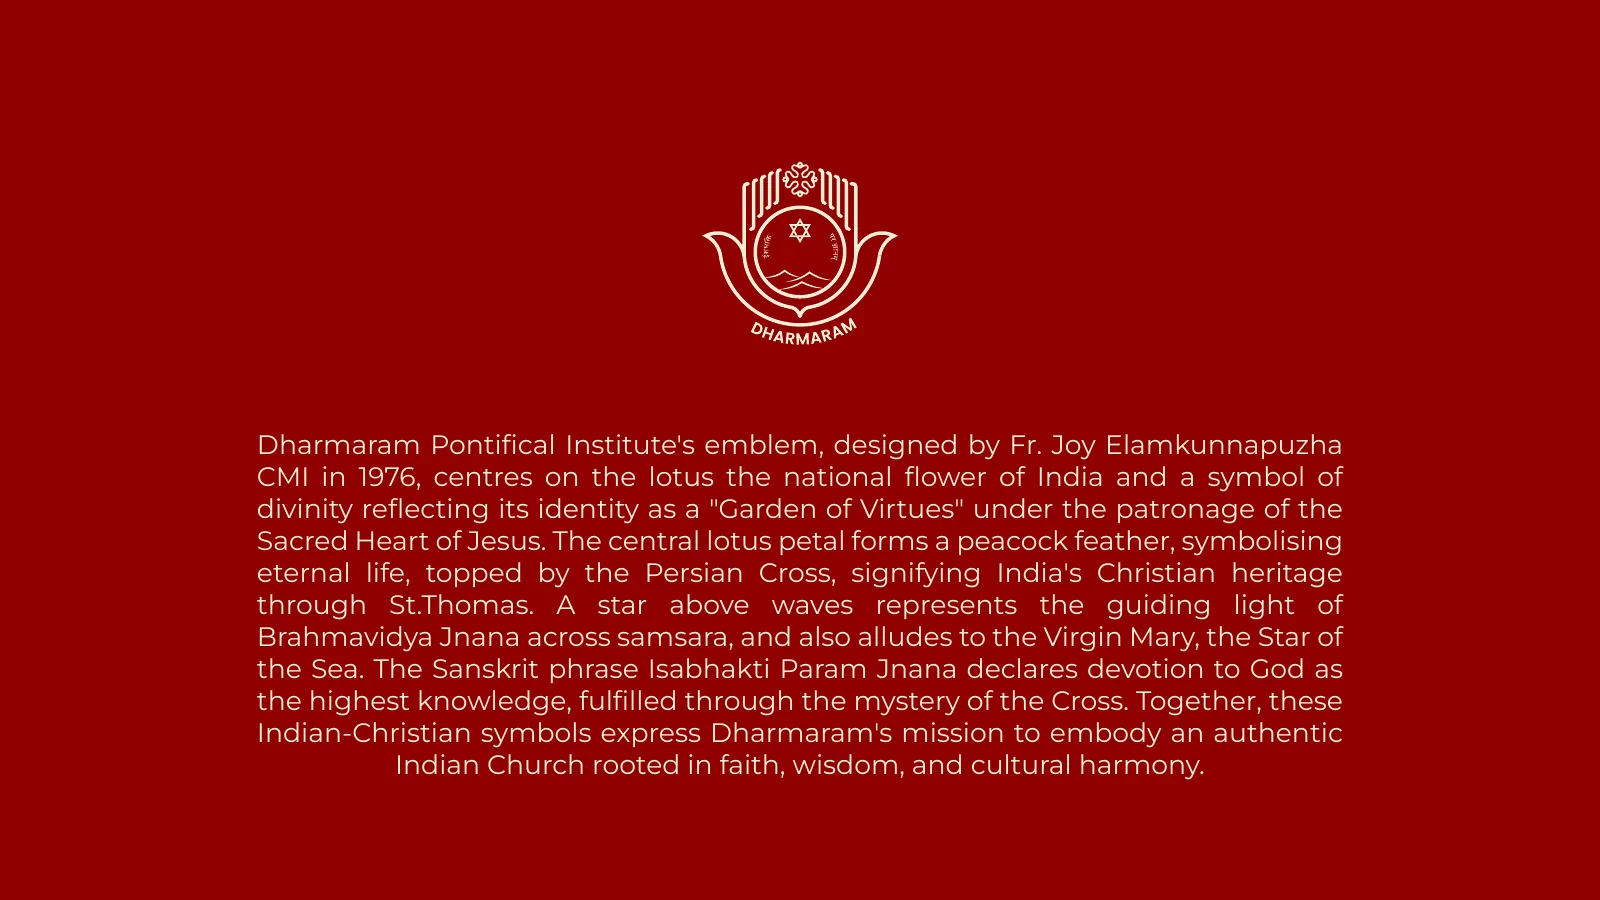 DHARMARAM
Dharmaram Pontifical Institute's emblem, designed by Fr. Joy Elamkunnapuzha
CMI in 1976, centres on the lotus the national flower of India and a symbol of
divinity reflecting its identity as a "Garden of Virtues" under the patronage of the
Sacred Heart of Jesus. The central lotus petal forms a peacock feather, symbolising
eternal life, topped by the Persian Cross, signifying India's Christian heritage
through St.Thomas. A star above waves represents the guiding light of
Brahmavidya Jnana across samsara, and also alludes to the Virgin Mary, the Star of
the Sea. The Sanskrit phrase Isabhakti Param Jnana declares devotion to God as
the highest knowledge, fulfilled through the mystery of the Cross. Together, these
Indian-Christian symbols express Dharmaram's mission to embody an authentic
Indian Church rooted in faith, wisdom, and cultural harmony.